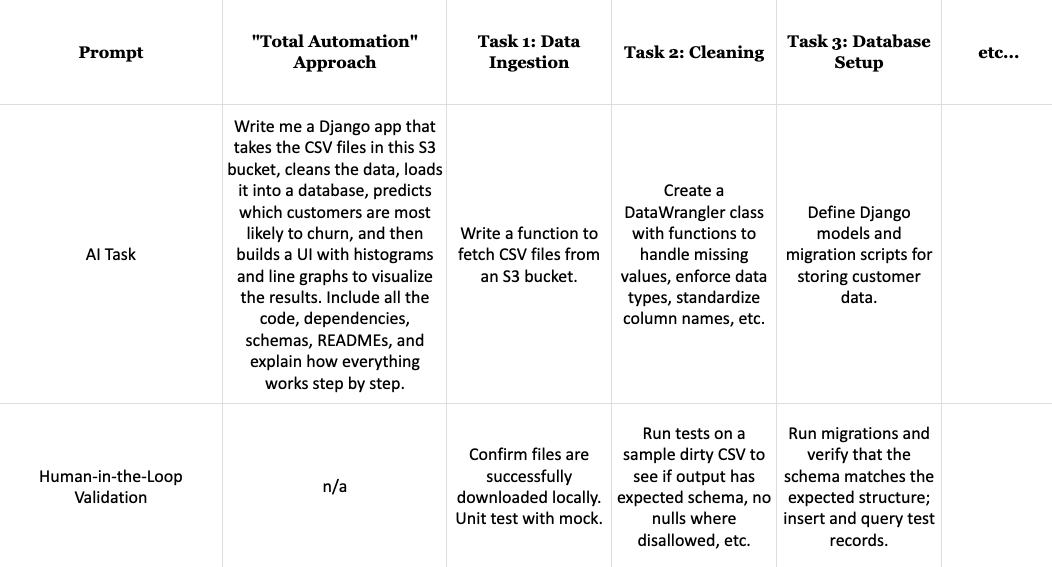 Prompt
"Total Automation"
Approach
Task 1: Data
Ingestion
Task 2: Cleaning
Task 3: Database
Setup
etc...
AI Task
Write me a Django app that
takes the CSV files in this S3
bucket, cleans the data, loads
it into a database, predicts
which customers are most
likely to churn, and then
builds a UI with histograms
and line graphs to visualize
the results. Include all the
code, dependencies,
schemas, READMEs, and
explain how everything
works step by step.
Write a function to
fetch CSV files from
an S3 bucket.
Create a
DataWrangler class
with functions to
handle missing
values, enforce data
types, standardize
column names, etc.
Define Django
models and
migration scripts for
storing customer
data.
Human-in-the-Loop
Validation
n/a
Confirm files are
successfully
downloaded locally.
Unit test with mock.
Run tests on a
sample dirty CSV to
see if output has
expected schema, no
nulls where
disallowed, etc.
Run migrations and
verify that the
schema matches the
expected structure;
insert and query test
records.